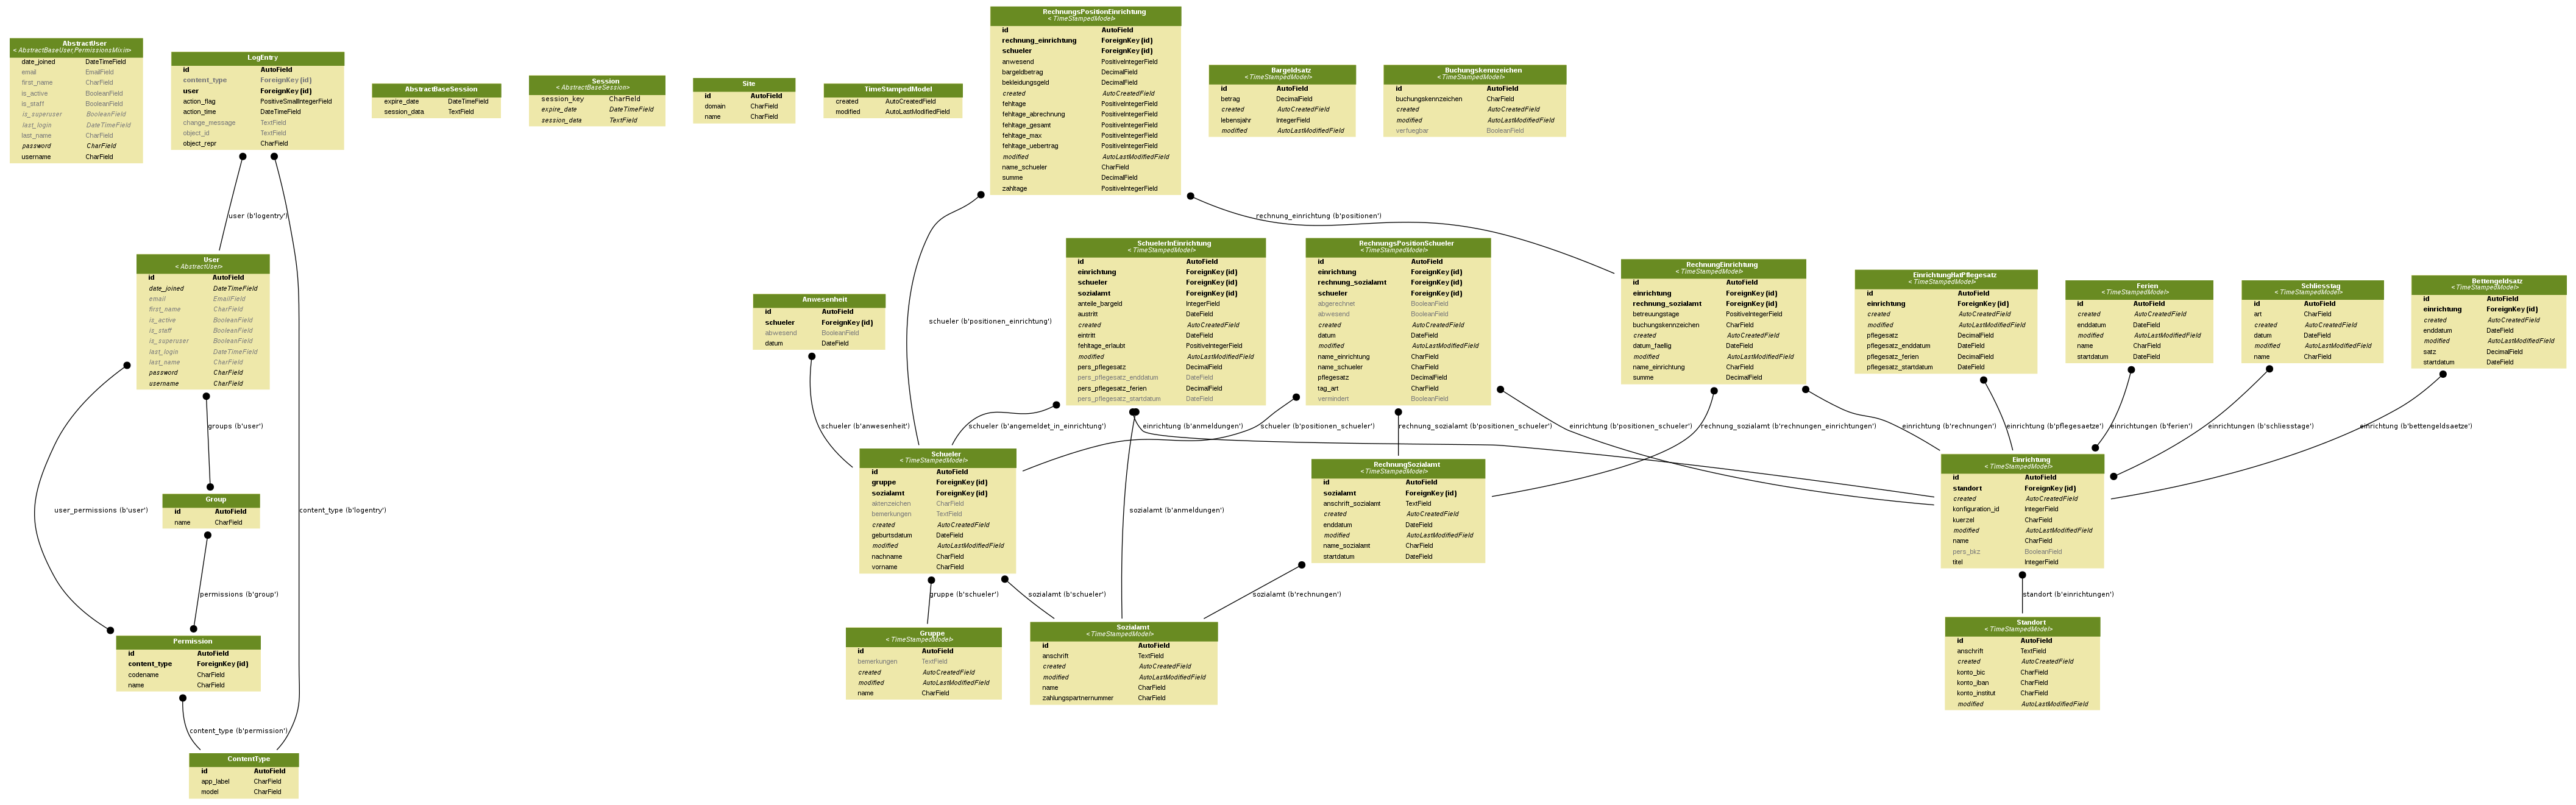 AbstractUser
< AbstractBaseUser,PermissionsMixin>
date_joined DateTimeField
email EmailField
first_name CharField
is_active BooleanField
is_staff BooleanField
is_superuser BooleanField
last_login DateTimeField
last_name CharField
password CharField
username CharField
LogEntry
id AutoField
content_type ForeignKey (id)
user ForeignKey (id)
action_flag PositiveSmallIntegerField
action_time DateTimeField
change_message TextField
object_id TextField
object_repr CharField
AbstractBaseSession
expire_date DateTimeField
session_data TextField
Session
< AbstractBaseSession>
session_key CharField
expire_date DateTimeField
session_data TextField
Site
id AutoField
domain CharField
name CharField
TimeStampedModel
created AutoCreatedField
modified AutoLastModifiedField
RechnungsPositionEinrichtung
< TimeStampedModel>
id AutoField
rechnung_einrichtung ForeignKey (id)
schueler ForeignKey (id)
anwesend PositiveIntegerField
bargeldbetrag DecimalField
bekleidungsgeld DecimalField
created AutoCreatedField
fehltage PositiveIntegerField
fehltage_abrechnung PositiveIntegerField
fehltage_gesamt PositiveIntegerField
fehltage_max PositiveIntegerField
fehltage_uebertrag PositiveIntegerField
modified AutoLastModifiedField
name_schueler CharField
summe DecimalField
zahltage PositiveIntegerField
Bargeldsatz
< TimeStampedModel>
id AutoField
betrag DecimalField
created AutoCreatedField
lebensjahr IntegerField
modified AutoLastModifiedField
Buchungskennzeichen
< TimeStampedModel>
id AutoField
buchungskennzeichen CharField
created AutoCreatedField
modified AutoLastModifiedField
verfuegbar BooleanField
user (b'logentry')
rechnung_einrichtung (b'positionen')
User
< AbstractUser>
id AutoField
date_joined DateTimeField
email EmailField
first_name CharField
is_active BooleanField
is_staff BooleanField
is_superuser BooleanField
last_login DateTimeField
last_name CharField
password CharField
username CharField
Anwesenheit
id AutoField
schueler ForeignKey (id)
abwesend BooleanField
datum DateField
schueler (b'positionen_einrichtung')
SchuelerInEinrichtung
< TimeStampedModel>
id AutoField
einrichtung ForeignKey (id)
schueler ForeignKey (id)
sozialamt ForeignKey (id)
anteile_bargeld IntegerField
austritt DateField
created AutoCreatedField
eintritt DateField
fehltage_erlaubt PositiveIntegerField
modified AutoLastModifiedField
pers_pflegesatz DecimalField
pers_pflegesatz_enddatum DateField
pers_pflegesatz_ferien DecimalField
pers_pflegesatz_startdatum DateField
RechnungsPositionSchueler
< TimeStampedModel>
id AutoField
einrichtung ForeignKey (id)
rechnung_sozialamt ForeignKey (id)
schueler ForeignKey (id)
abgerechnet BooleanField
abwesend BooleanField
created AutoCreatedField
datum DateField
modified AutoLastModifiedField
name_einrichtung CharField
name_schueler CharField
pflegesatz DecimalField
tag_art CharField
vermindert BooleanField
RechnungEinrichtung
< TimeStampedModel>
id AutoField
einrichtung ForeignKey (id)
rechnung_sozialamt ForeignKey (id)
betreuungstage PositiveIntegerField
buchungskennzeichen CharField
created AutoCreatedField
datum_faellig DateField
modified AutoLastModifiedField
name_einrichtung CharField
summe DecimalField
EinrichtungHatPflegesatz
< TimeStampedModel>
id AutoField
einrichtung ForeignKey (id)
created AutoCreatedField
modified AutoLastModifiedField
pflegesatz DecimalField
pflegesatz_enddatum DateField
pflegesatz_ferien DecimalField
pflegesatz_startdatum DateField
Ferien
< TimeStampedModel>
id AutoField
created AutoCreatedField
enddatum DateField
modified AutoLastModifiedField
name CharField
startdatum DateField
Schliesstag
< TimeStampedModel>
id AutoField
art CharField
created AutoCreatedField
datum DateField
modified AutoLastModifiedField
name CharField
Bettengeldsatz
< TimeStampedModel>
id AutoField
einrichtung ForeignKey (id)
created AutoCreatedField
enddatum DateField
modified AutoLastModifiedField
satz DecimalField
startdatum DateField
groups (b'user')
schueler (b'anwesenheit')
schueler (b'angemeldet_in_einrichtung')
einrichtung (b'anmeldungen')
schueler (b'positionen_schueler')
rechnung_sozialamt (b'positionen_schueler')
einrichtung (b'positionen_schueler')
rechnung_sozialamt (b'rechnungen_einrichtungen')
einrichtung (b'rechnungen')
einrichtung (b'pflegesaetze')
einrichtungen (b'ferien')
einrichtungen (b'schliesstage')
einrichtung (b'bettengeldsaetze')
Group
id AutoField
name CharField
user_permissions (b'user')
content_type (b'logentry')
Schueler
< TimeStampedModel>
id AutoField
gruppe ForeignKey (id)
sozialamt ForeignKey (id)
aktenzeichen CharField
bemerkungen TextField
created AutoCreatedField
geburtsdatum DateField
modified AutoLastModifiedField
nachname CharField
vorname CharField
sozialamt (b'anmeldungen')
RechnungSozialamt
< TimeStampedModel>
id AutoField
sozialamt ForeignKey (id)
anschrift_sozialamt TextField
created AutoCreatedField
enddatum DateField
modified AutoLastModifiedField
name_sozialamt CharField
startdatum DateField
Einrichtung
< TimeStampedModel>
id AutoField
standort ForeignKey (id)
created AutoCreatedField
konfiguration_id IntegerField
kuerzel CharField
modified AutoLastModifiedField
name CharField
pers_bkz BooleanField
titel IntegerField
permissions (b'group')
gruppe (b'schueler')
sozialamt (b'schueler')
sozialamt (b'rechnungen')
standort (b'einrichtungen')
Permission
id AutoField
content_type ForeignKey (id)
codename CharField
name CharField
Gruppe
< TimeStampedModel>
id AutoField
bemerkungen TextField
created AutoCreatedField
modified AutoLastModifiedField
name CharField
Sozialamt
< TimeStampedModel>
id AutoField
anschrift TextField
created AutoCreatedField
modified AutoLastModifiedField
name CharField
zahlungspartnernummer CharField
Standort
< TimeStampedModel>
id AutoField
anschrift TextField
created AutoCreatedField
konto_bic CharField
konto_iban CharField
konto_institut CharField
modified AutoLastModifiedField
content_type (b'permission')
ContentType
id AutoField
app_label CharField
model CharField